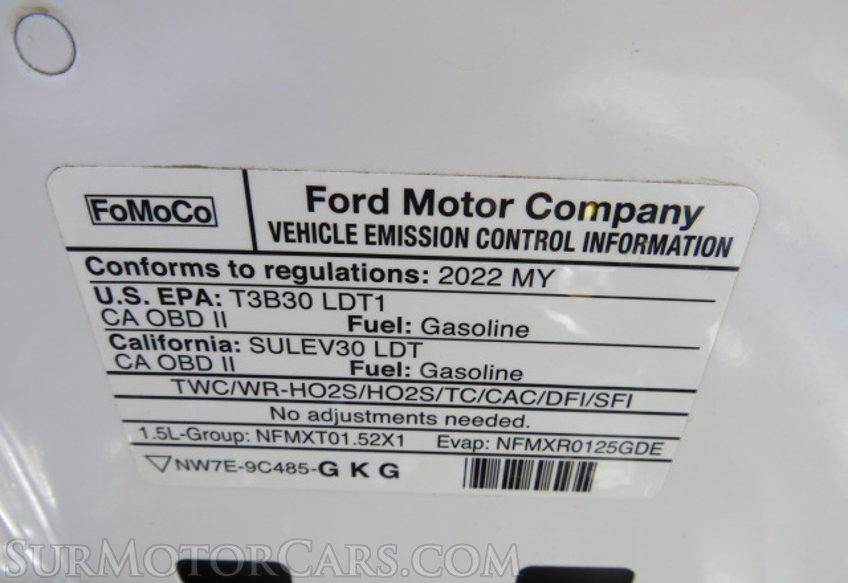 FoMoCo
Ford Motor Company
VEHICLE EMISSION CONTROL INFORMATION
Conforms to regulations: 2022 MY
U.S. EPA: T3B30 LDT1
CA OBD II Fuel: Gasoline
California: SULEV30 LDT
CA OBD II Fuel: Gasoline
TWC/WR-HO2S/HO2S/TC/CAC/DFI/SFI
No adjustments needed.
1.5L-Group: NFMXT01.52X1 Evap: NFMXR0125GDE
NW7E-9C485-G K G
SurMotorCars.com